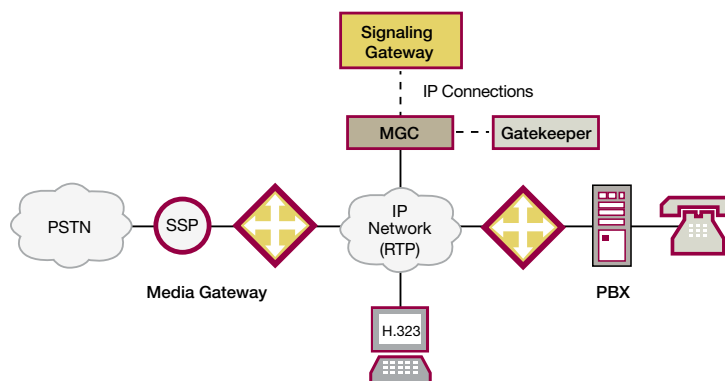 Signaling
Gateway
IP Connections
MGC
Gatekeeper
PSTN
SSP
IP
Network
(RTP)
Media Gateway
PBX
H.323